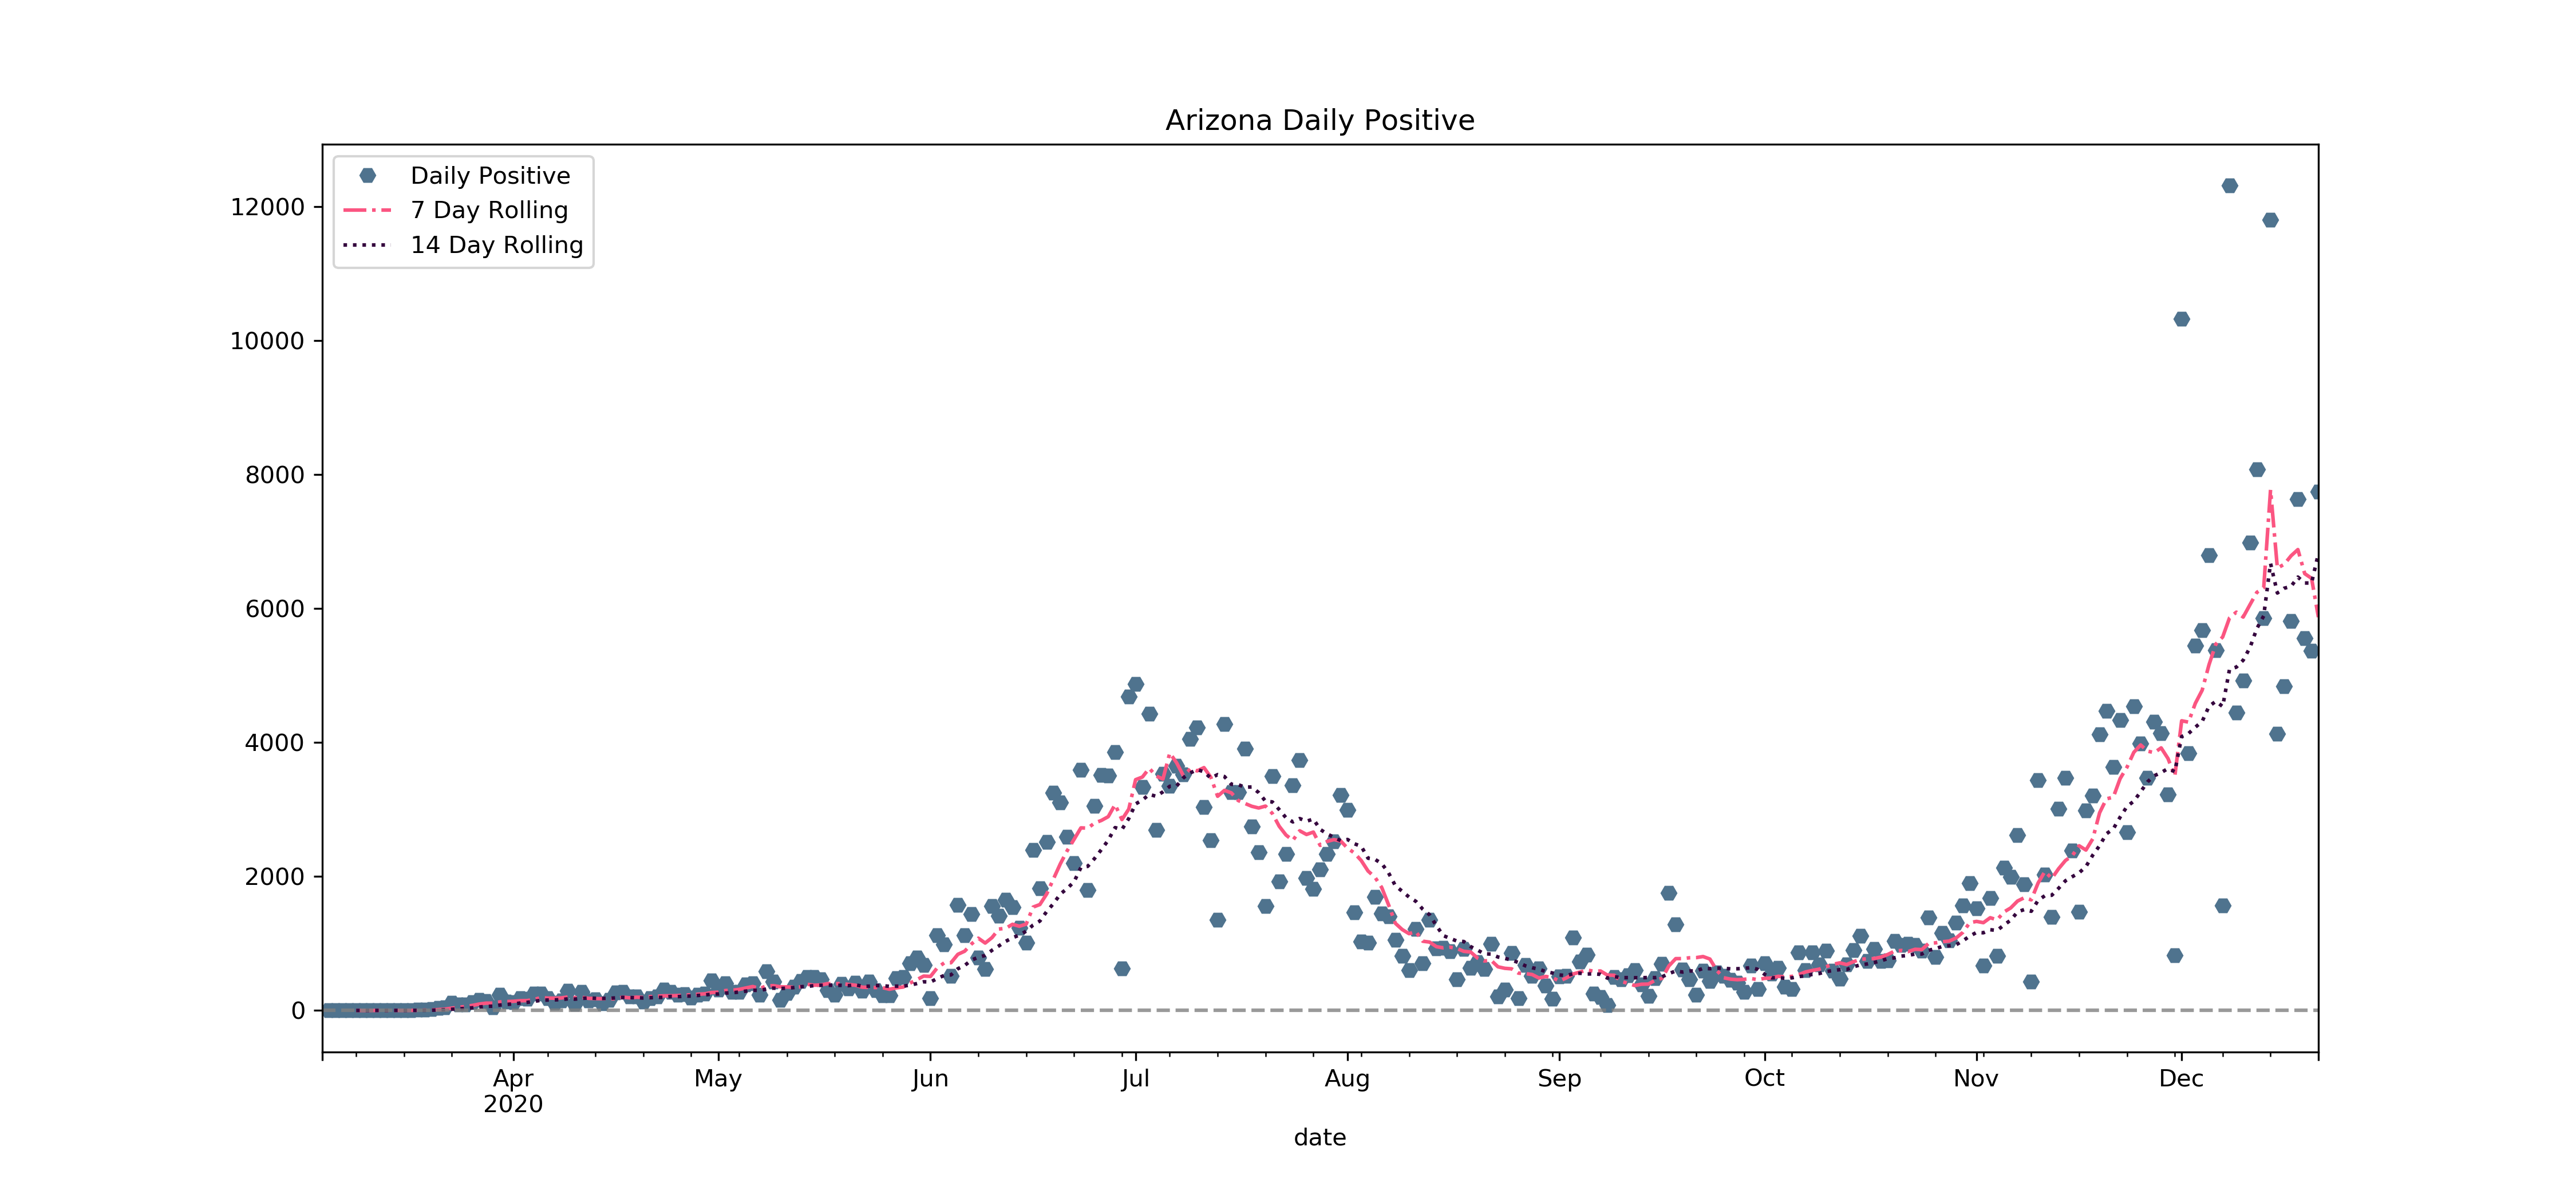 Arizona Daily Positive
Daily Positive
7 Day Rolling
14 Day Rolling
12000
10000
8000
6000
4000
2000
0
Apr May Jun Jul Aug Sep Oct Nov Dec
2020
date